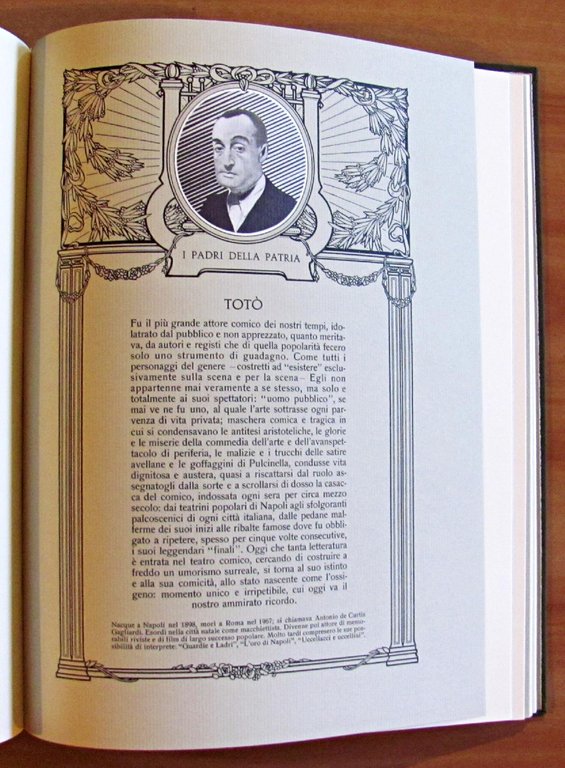 I PADRI DELLA PATRIA
TOTÒ
Fu il più grande attore comico dei nostri tempi, ido-
latrato dal pubblico e non apprezzato, quanto merita-
va, da autori e registi che di quella popolarità fecero
solo uno strumento di guadagno. Come tutti i
personaggi del genere —costretti ad "esistere" esclu-
sivamente sulla scena e per la scena— Egli non
appartenne mai veramente a se stesso, ma solo e
totalmente ai suoi spettatori: "uomo pubblico", se
mai ve ne fu uno, al quale l'arte sottrasse ogni par-
venza di vita privata; maschera comica e tragica in
cui si condensavano le antitesi aristoteliche, le glorie
e le miserie della commedia dell'arte e dell'avanspet-
tacolo di periferia, le malizie e i trucchi delle satire
avellane e le goffaggini di Pulcinella, condusse vita
dignitosa e austera, quasi a riscattarsi dal ruolo as-
segnatogli dalla sorte e a scrollarsi di dosso la casac-
ca del comico, indossata ogni sera per circa mezzo
secolo: dai teatrini popolari di Napoli agli sfolgoranti
palcoscenici di ogni città italiana, dalle pedane mal-
ferme dei suoi inizi alle ribalte famose dove fu obbli-
gato a ripetere, spesso per cinque volte consecutive,
i suoi leggendari "finali". Oggi che tanta letteratura
è entrata nel teatro comico, cercando di costruire a
freddo un umorismo surreale, si torna al suo istinto
e alla sua comicità, allo stato nascente come l'ossi-
geno: momento unico e irripetibile, cui oggi va il
nostro ammirato ricordo.
Nacque a Napoli nel 1898, morì a Roma nel 1967; si chiamava Antonio de Curtis
Gagliardi. Esordì nella città natale come macchiettista. Divenne poi attore di memo-
rabili riviste e di film di largo successo popolare. Molto tardi compresero le sue pos-
sibilità di interprete: "Guardie e Ladri", "L'oro di Napoli", "Uccellacci e uccellini".